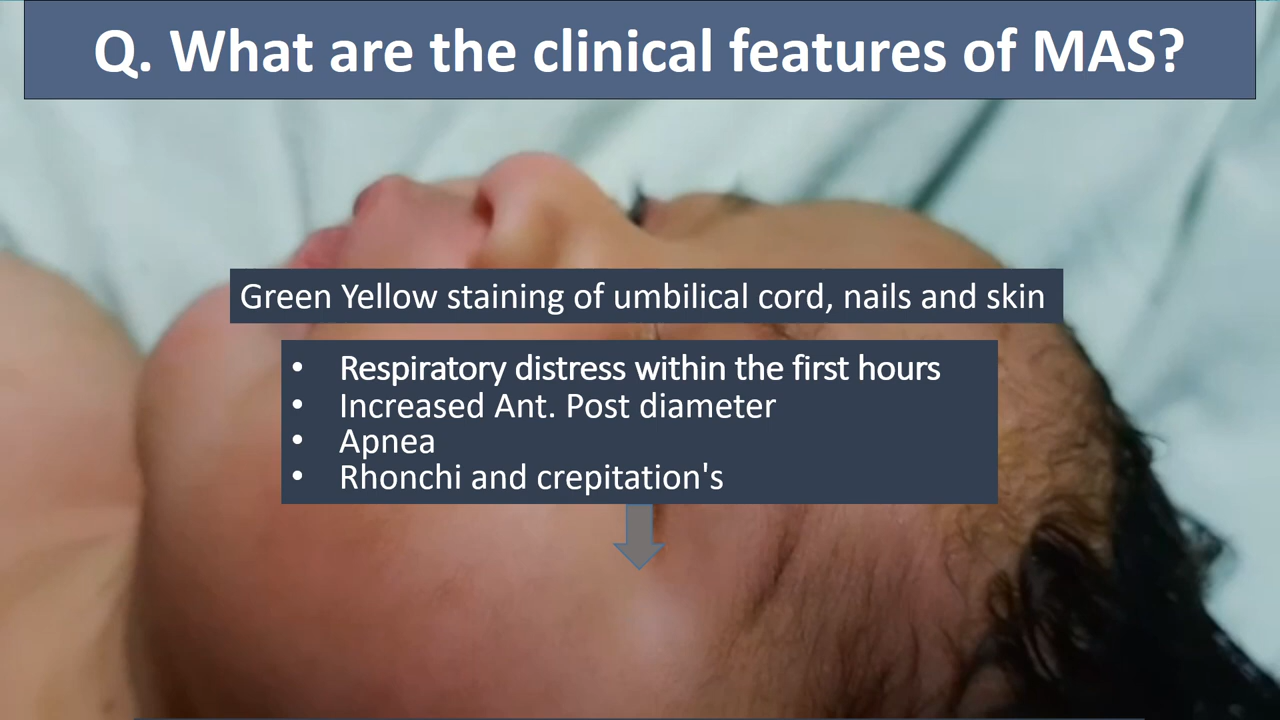 Q. What are the clinical features of MAS?
Green Yellow staining of umbilical cord, nails and skin
• Respiratory distress within the first hours
• Increased Ant. Post diameter
• Apnea
• Rhonchi and crepitation's